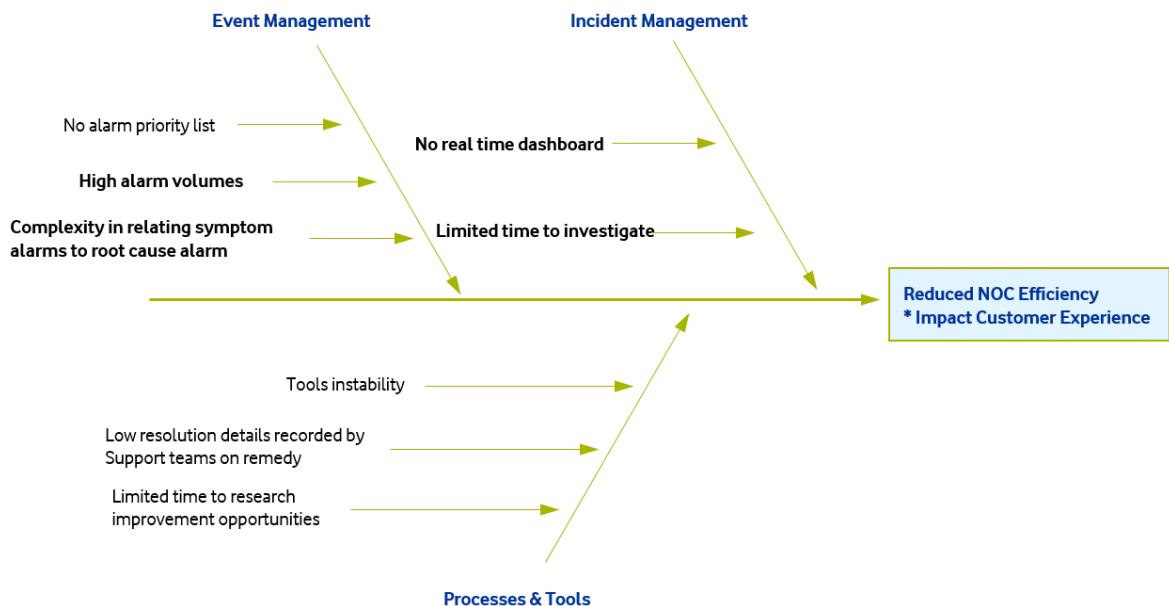 Event Management
Incident Management
No alarm priority list
No real time dashboard
High alarm volumes
Complexity in relating symptom
alarms to root cause alarm
Limited time to investigate
Reduced NOC Efficiency
* Impact Customer Experience
Tools instability
Low resolution details recorded by
Support teams on remedy
Limited time to research
improvement opportunities
Processes & Tools